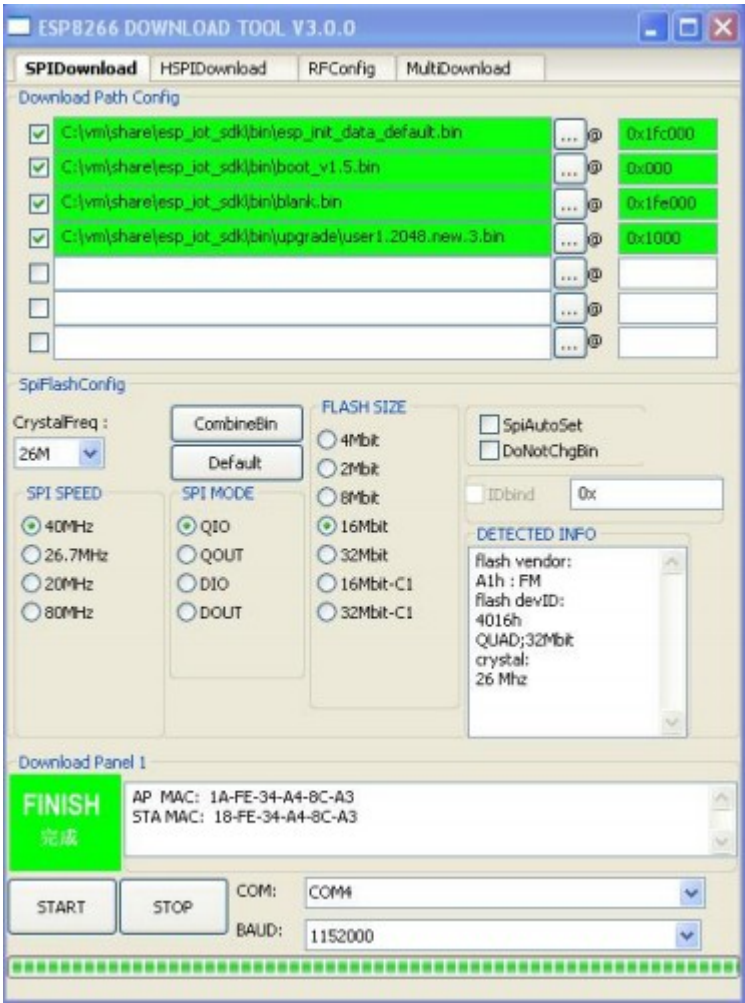 ESP8266 DOWNLOAD TOOL V3.0.0
SPIDownload HSPIDownload RFConfig MultiDownload
Download Path Config
C:\vm\share\esp_iot_sdk\bin\esp_init_data_default.bin ... @ 0x1fc000
C:\vm\share\esp_iot_sdk\bin\boot_v1.5.bin ... @ 0x000
C:\vm\share\esp_iot_sdk\bin\blank.bin ... @ 0x1fe000
C:\vm\share\esp_iot_sdk\bin\upgrade\user1.2048.new.3.bin ... @ 0x1000
... @
... @
... @
SpiFlashConfig
CrystalFreq :
26M
CombineBin
Default
SPI SPEED
40MHz
26.7MHz
20MHz
80MHz
SPI MODE
QIO
QOUT
DIO
DOUT
FLASH SIZE
4Mbit
2Mbit
8Mbit
16Mbit
32Mbit
16Mbit-C1
32Mbit-C1
SpiAutoSet
DoNotChgBin
IDbind 0x
DETECTED INFO
flash vendor:
A1h : FM
flash devID:
4016h
QUAD;32Mbit
crystal:
26 Mhz
Download Panel 1
FINISH
完成
AP MAC: 1A-FE-34-A4-8C-A3
STA MAC: 18-FE-34-A4-8C-A3
START STOP
COM: COM4
BAUD: 1152000